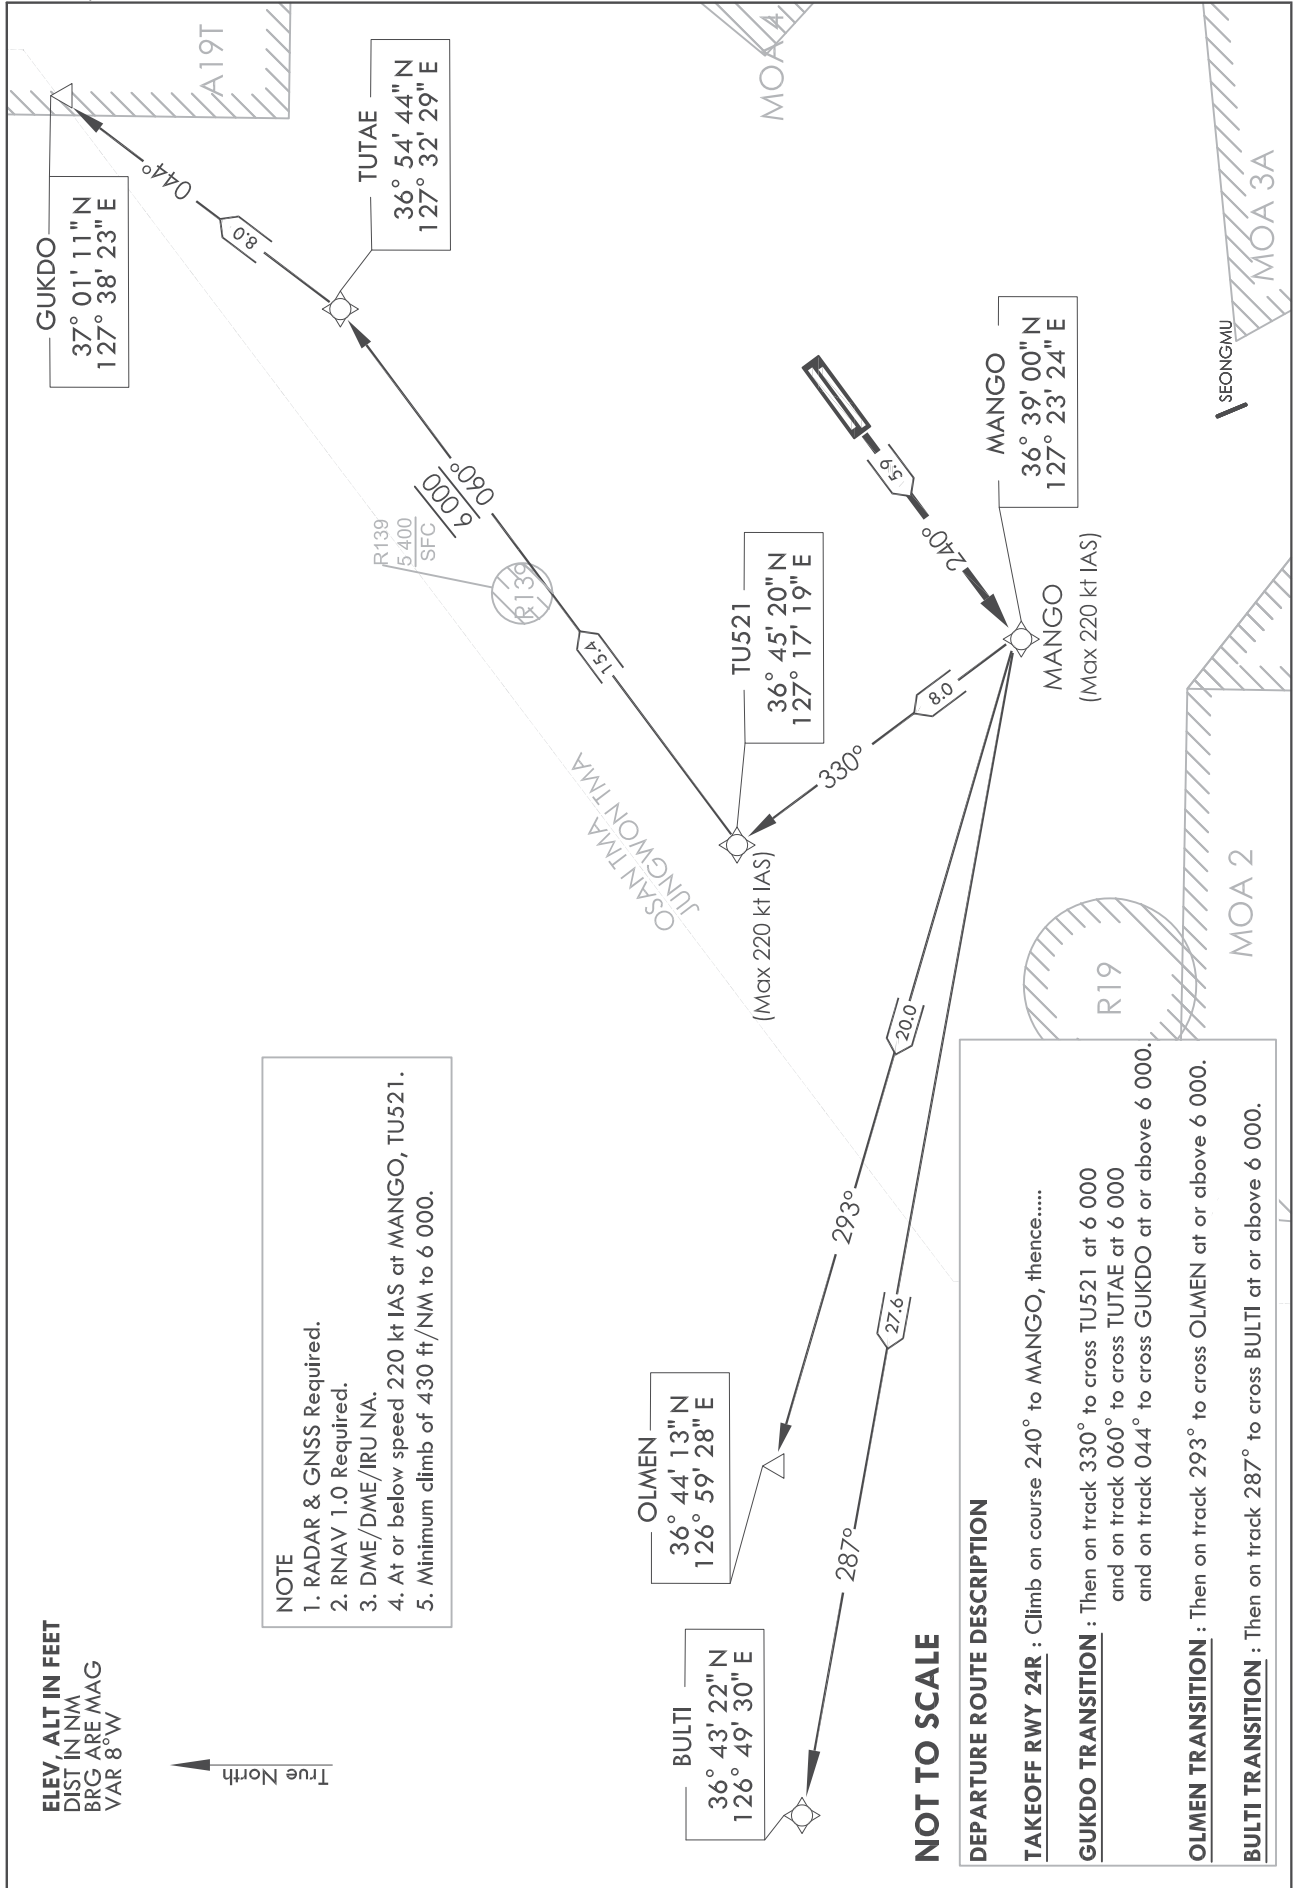 ELEV, ALT IN FEET
DIST IN NM
BRG ARE MAG
VAR 8°W
True North
NOTE
1. RADAR & GNSS Required.
2. RNAV 1.0 Required.
3. DME/DME/IRU NA.
4. At or below speed 220 kt IAS at MANGO, TU521.
5. Minimum climb of 430 ft/NM to 6 000.
GUKDO
37° 01' 11" N
127° 38' 23" E
A19T
044°
8.0
TUTAE
36° 54' 44" N
127° 32' 29" E
060°
6 000
15.4
R139
5 400
SFC
R139
OSAN TMA
JUNGWON TMA
TU521
36° 45' 20" N
127° 17' 19" E
(Max 220 kt IAS)
330°
8.0
5.9
240°
MANGO
36° 39' 00" N
127° 23' 24" E
MANGO
(Max 220 kt IAS)
MOA 4
MOA 3A
SEONGMU
MOA 2
R19
20.0
293°
27.6
287°
OLMEN
36° 44' 13" N
126° 59' 28" E
BULTI
36° 43' 22" N
126° 49' 30" E
NOT TO SCALE
DEPARTURE ROUTE DESCRIPTION
TAKEOFF RWY 24R : Climb on course 240° to MANGO, thence.....
GUKDO TRANSITION : Then on track 330° to cross TU521 at 6 000
and on track 060° to cross TUTAE at 6 000
and on track 044° to cross GUKDO at or above 6 000.
OLMEN TRANSITION : Then on track 293° to cross OLMEN at or above 6 000.
BULTI TRANSITION : Then on track 287° to cross BULTI at or above 6 000.